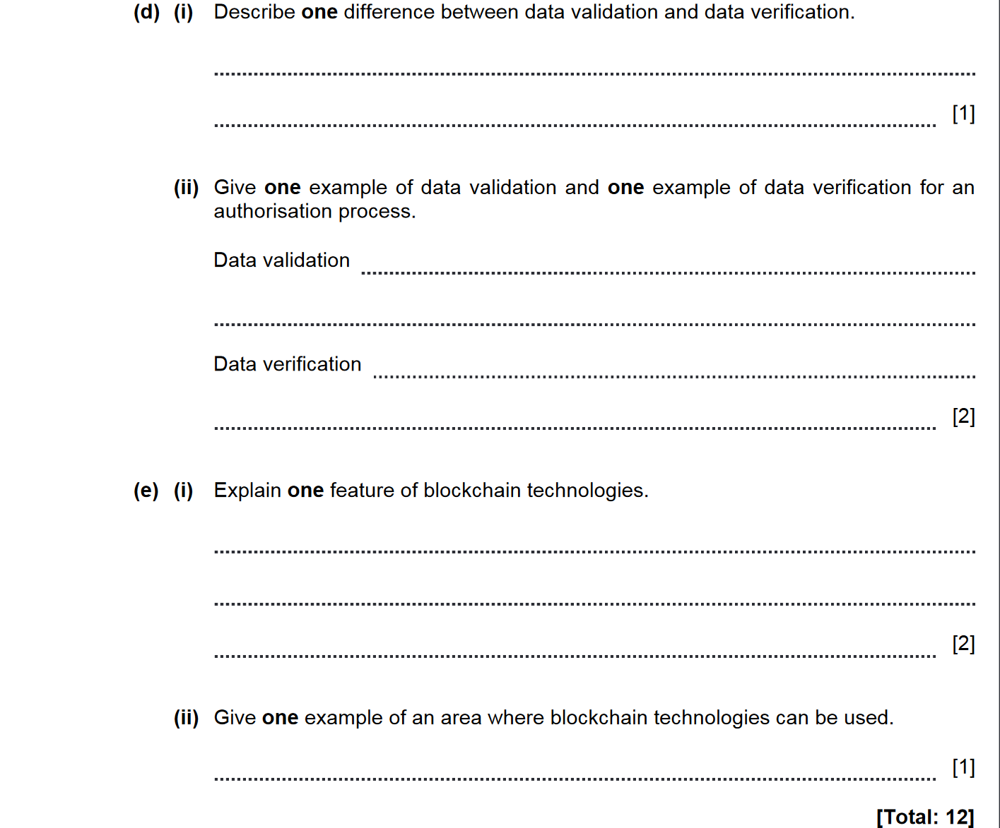 (d) (i) Describe one difference between data validation and data verification.
[1]
(ii) Give one example of data validation and one example of data verification for an
authorisation process.
Data validation
Data verification
[2]
(e) (i) Explain one feature of blockchain technologies.
[2]
(ii) Give one example of an area where blockchain technologies can be used.
[1]
[Total: 12]